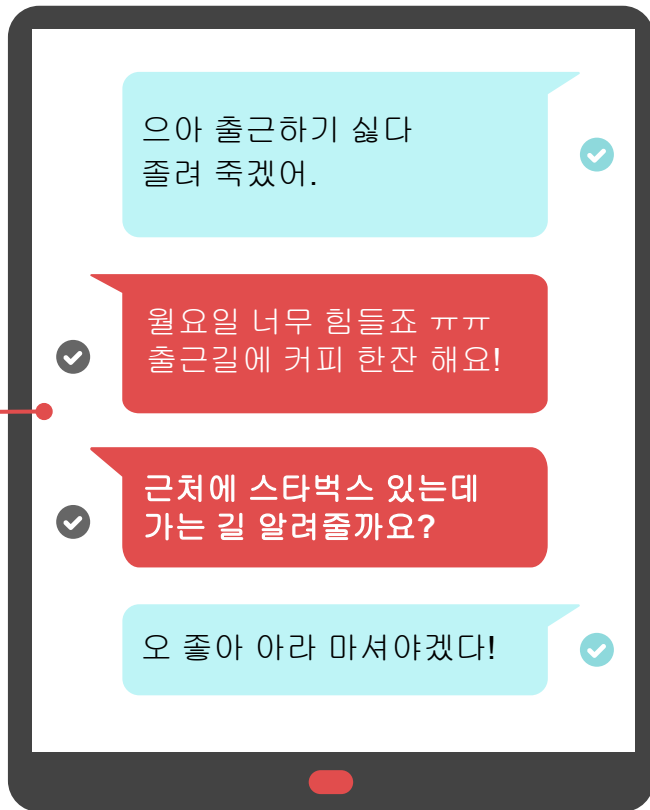 으아 출근하기 싫다
졸려 죽겠어.
월요일 너무 힘들죠 ㅠㅠ
출근길에 커피 한잔 해요!
근처에 스타벅스 있는데
가는 길 알려줄까요?
오 좋아 아라 마셔야겠다!